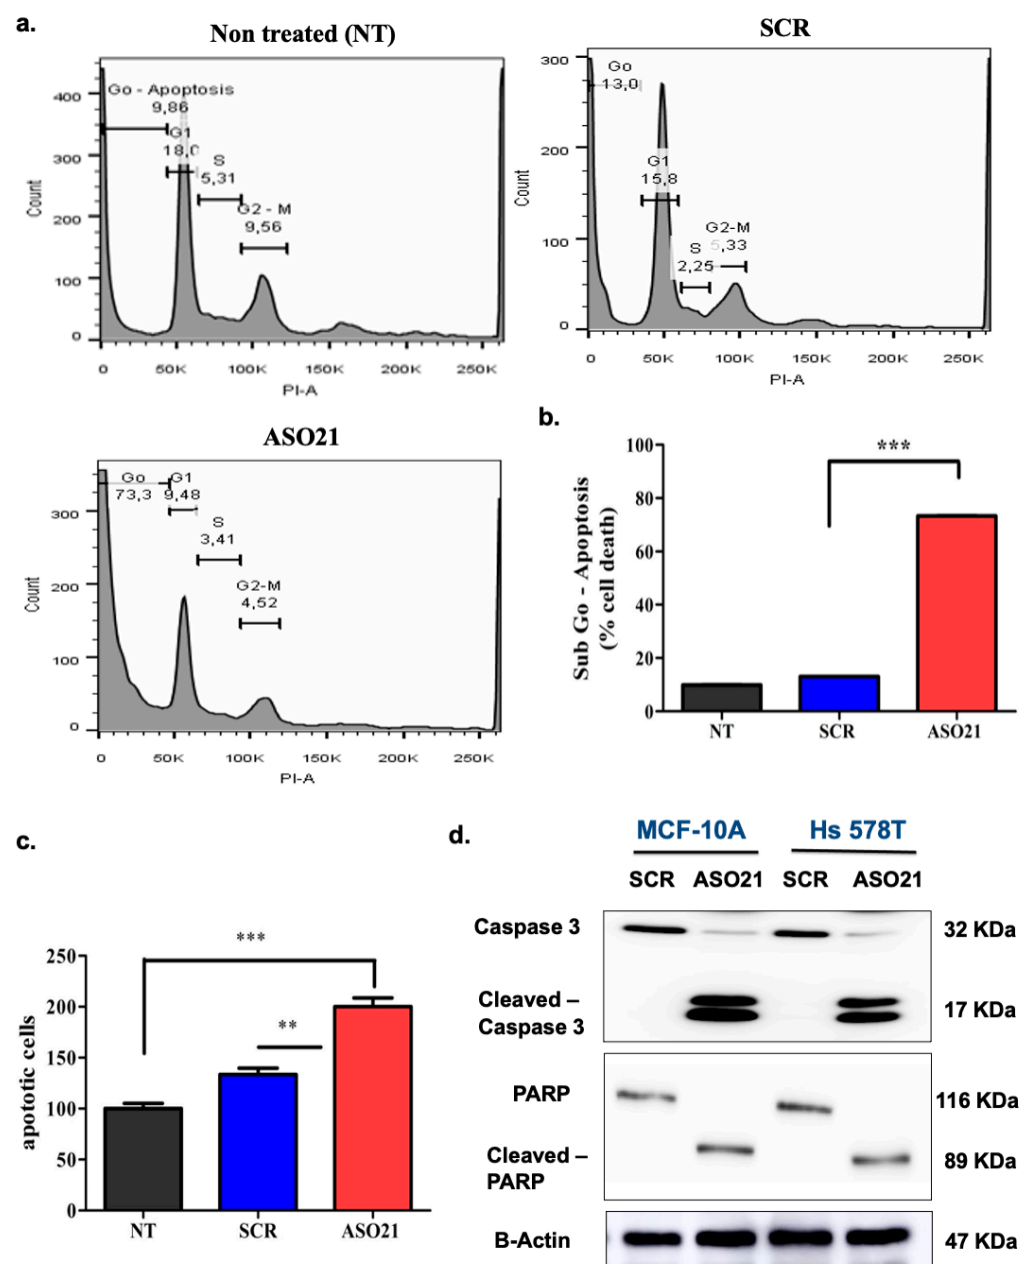 a.
Non treated (NT)
400
300
200
100
0
Count
Go - Apoptosis
9,86
G1
18,0
S
5,31
G2 - M
9,56
0 50K 100K 150K 200K 250K
PI-A
SCR
300
200
100
0
Count
Go
13,0
G1
15,8
S
2,25
G2-M
5,33
0 50K 100K 150K 200K 250K
PI-A
ASO21
300
200
100
0
Count
Go
73,3
G1
9,48
S
3,41
G2-M
4,52
0 50K 100K 150K 200K 250K
PI-A
b.
Sub Go - Apoptosis
(% cell death)
100
80
60
40
20
0
***
NT SCR ASO21
c.
apototic cells
250
200
150
100
50
0
***
**
NT SCR ASO21
d.
MCF-10A Hs 578T
SCR ASO21 SCR ASO21
Caspase 3 32 KDa
Cleaved –
Caspase 3
17 KDa
PARP 116 KDa
Cleaved –
PARP
89 KDa
B-Actin 47 KDa